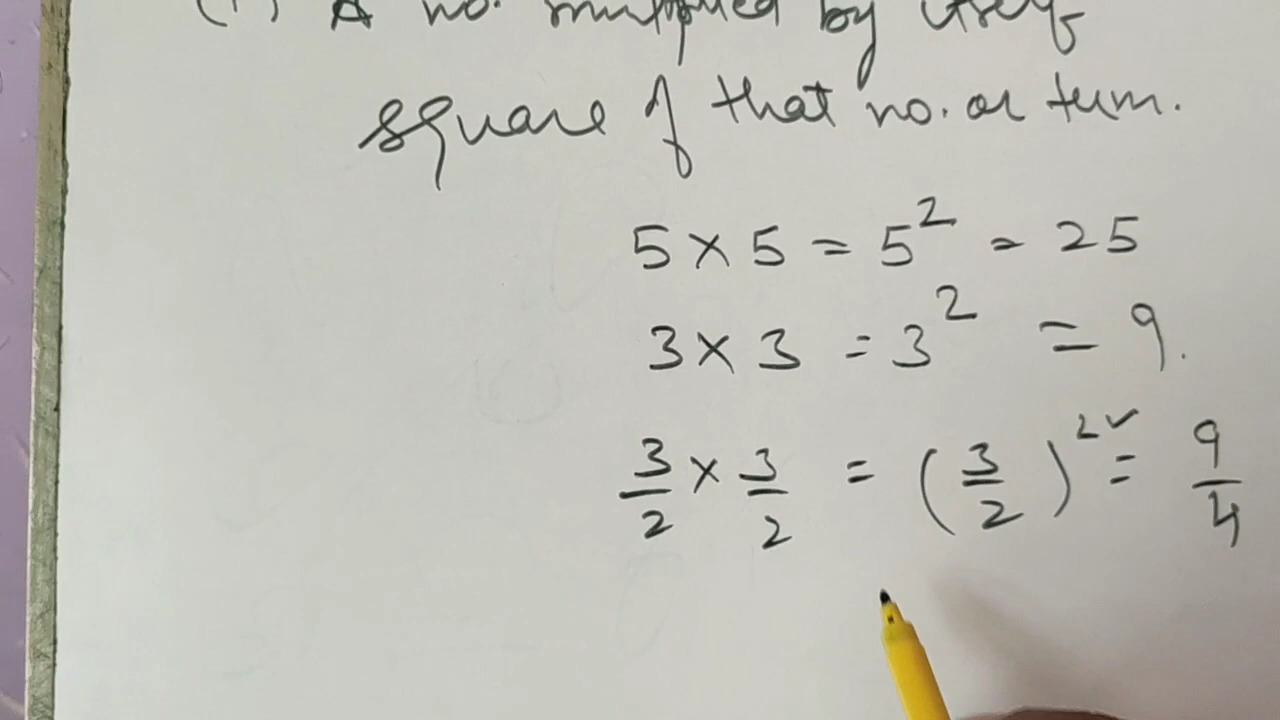 (1) A no. multiplied by itself
square of that no. or term.
5 × 5 = 5² = 25
3 × 3 = 3² = 9.
3/2 × 3/2 = (3/2)² ✓ = 9/4